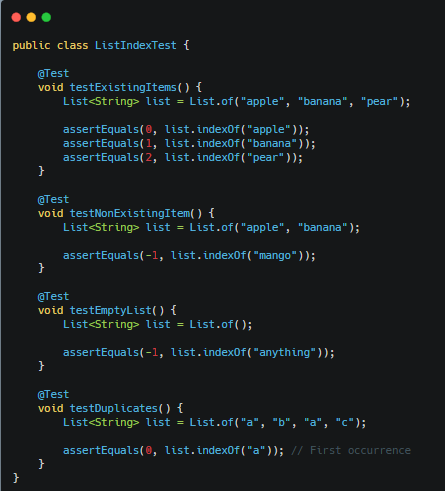 public class ListIndexTest {
@Test
void testExistingItems() {
List<String> list = List.of("apple", "banana", "pear");
assertEquals(0, list.indexOf("apple"));
assertEquals(1, list.indexOf("banana"));
assertEquals(2, list.indexOf("pear"));
}
@Test
void testNonExistingItem() {
List<String> list = List.of("apple", "banana");
assertEquals(-1, list.indexOf("mango"));
}
@Test
void testEmptyList() {
List<String> list = List.of();
assertEquals(-1, list.indexOf("anything"));
}
@Test
void testDuplicates() {
List<String> list = List.of("a", "b", "a", "c");
assertEquals(0, list.indexOf("a")); // First occurrence
}
}